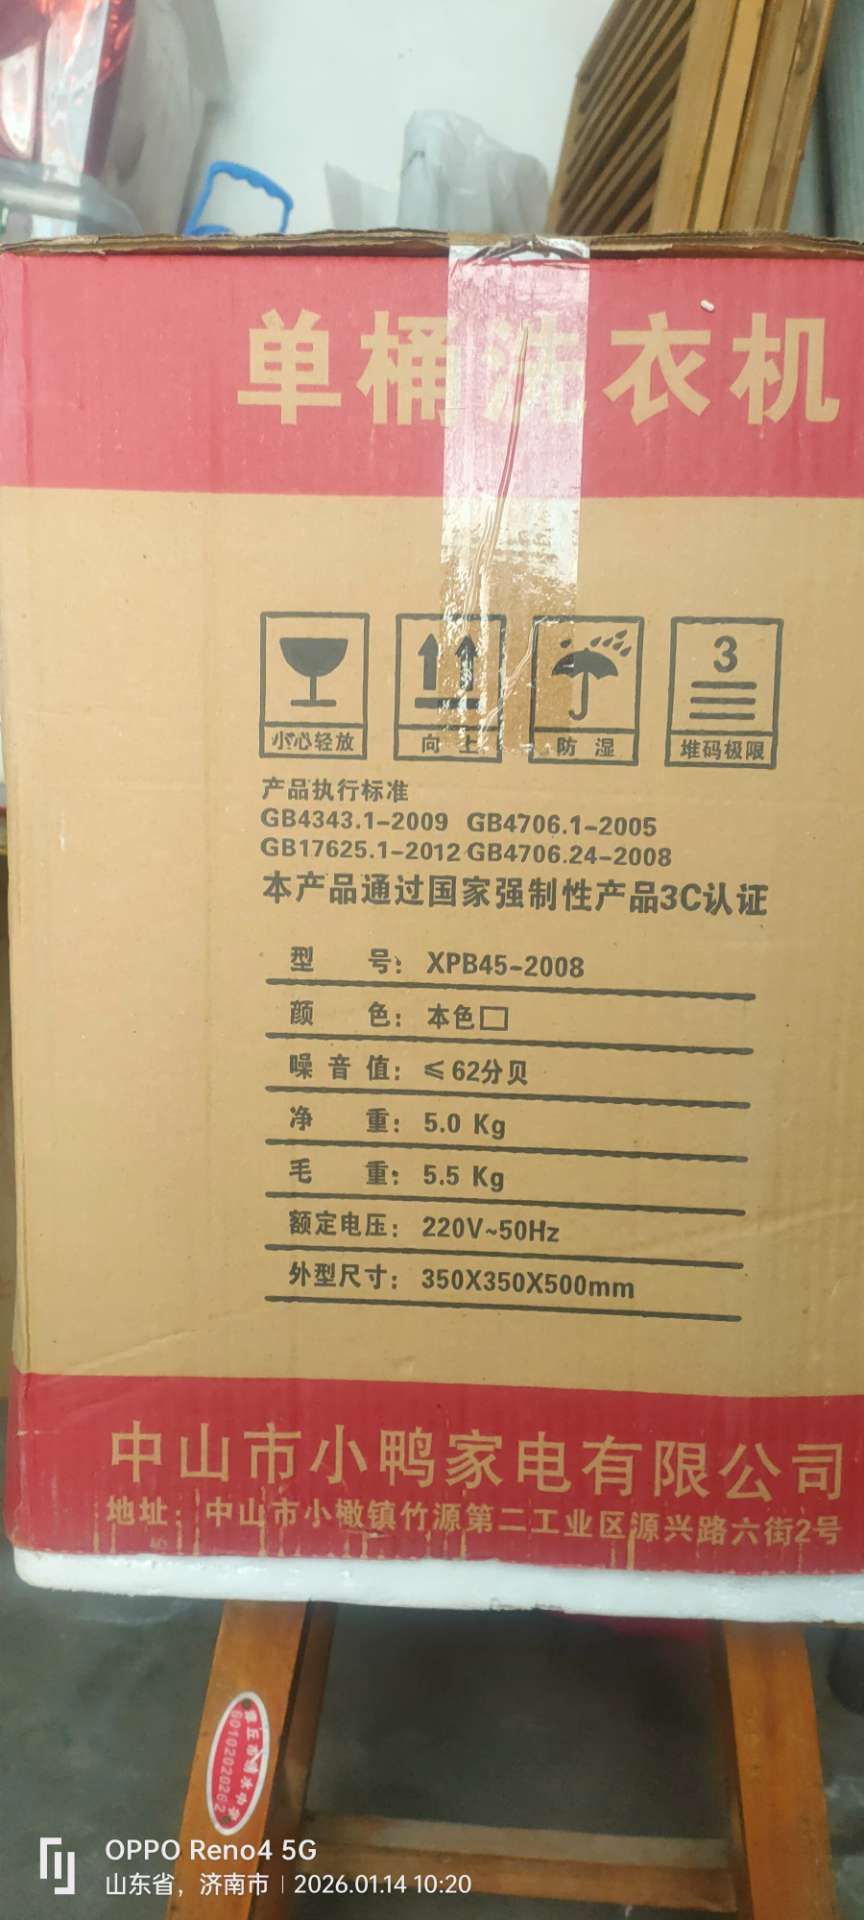 单桶洗衣机
3
小心轻放 向上 防湿 堆码极限
产品执行标准
GB4343.1-2009 GB4706.1-2005
GB17625.1-2012 GB4706.24-2008
本产品通过国家强制性产品3C认证
型号：XPB45-2008
颜色：本色□
噪音值：≤62分贝
净重：5.0 Kg
毛重：5.5 Kg
额定电压：220V~50Hz
外型尺寸：350X350X500mm
中山市小鸭家电有限公司
地址：中山市小橄镇竹源第二工业区源兴路六街2号
OPPO Reno4 5G
山东省，济南市 | 2026.01.14 10:20